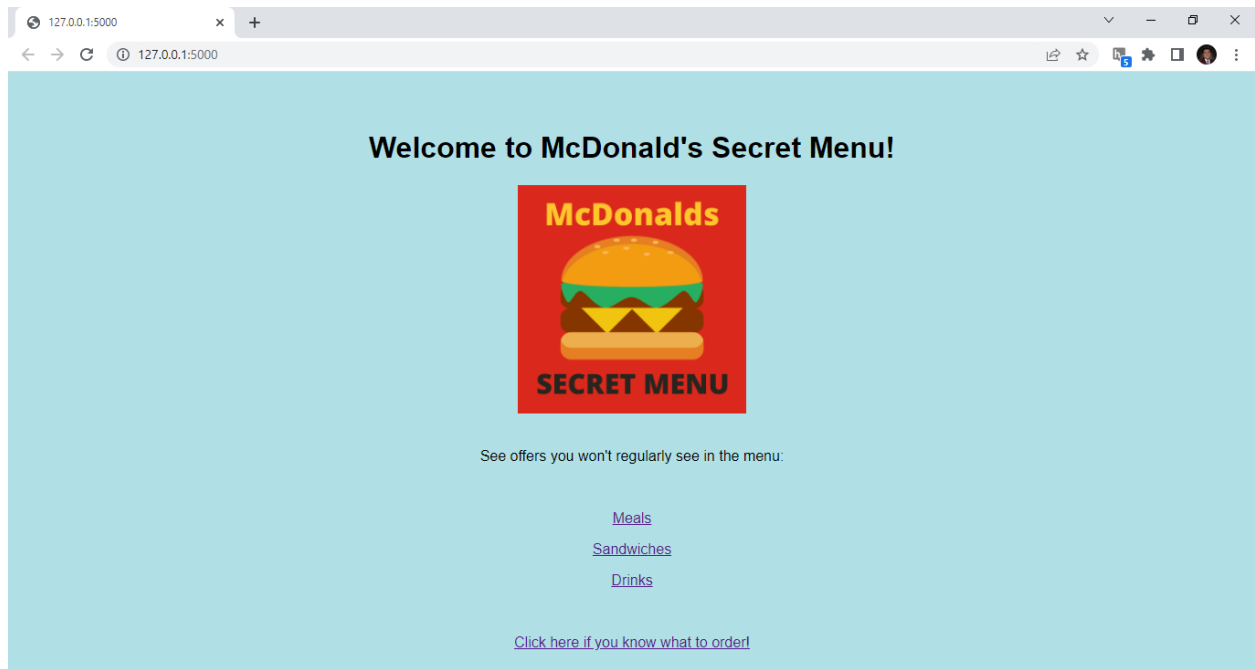 127.0.0.1:5000
127.0.0.1:5000
5
Welcome to McDonald's Secret Menu!
McDonalds
SECRET MENU
See offers you won't regularly see in the menu:
Meals
Sandwiches
Drinks
Click here if you know what to order!